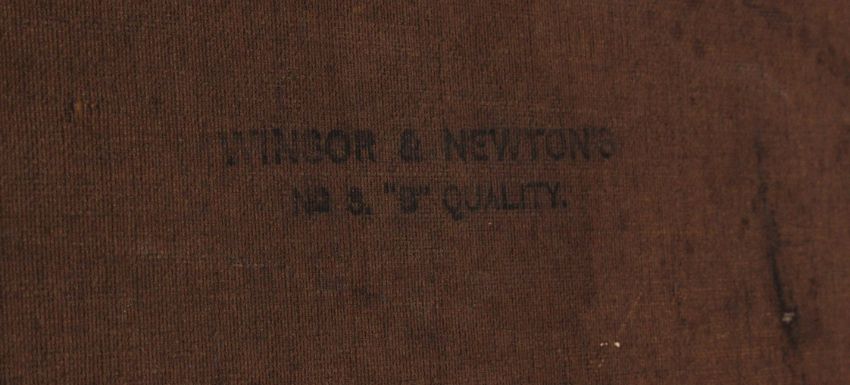 WINSOR & NEWTON'S
No 3. "S" QUALITY.